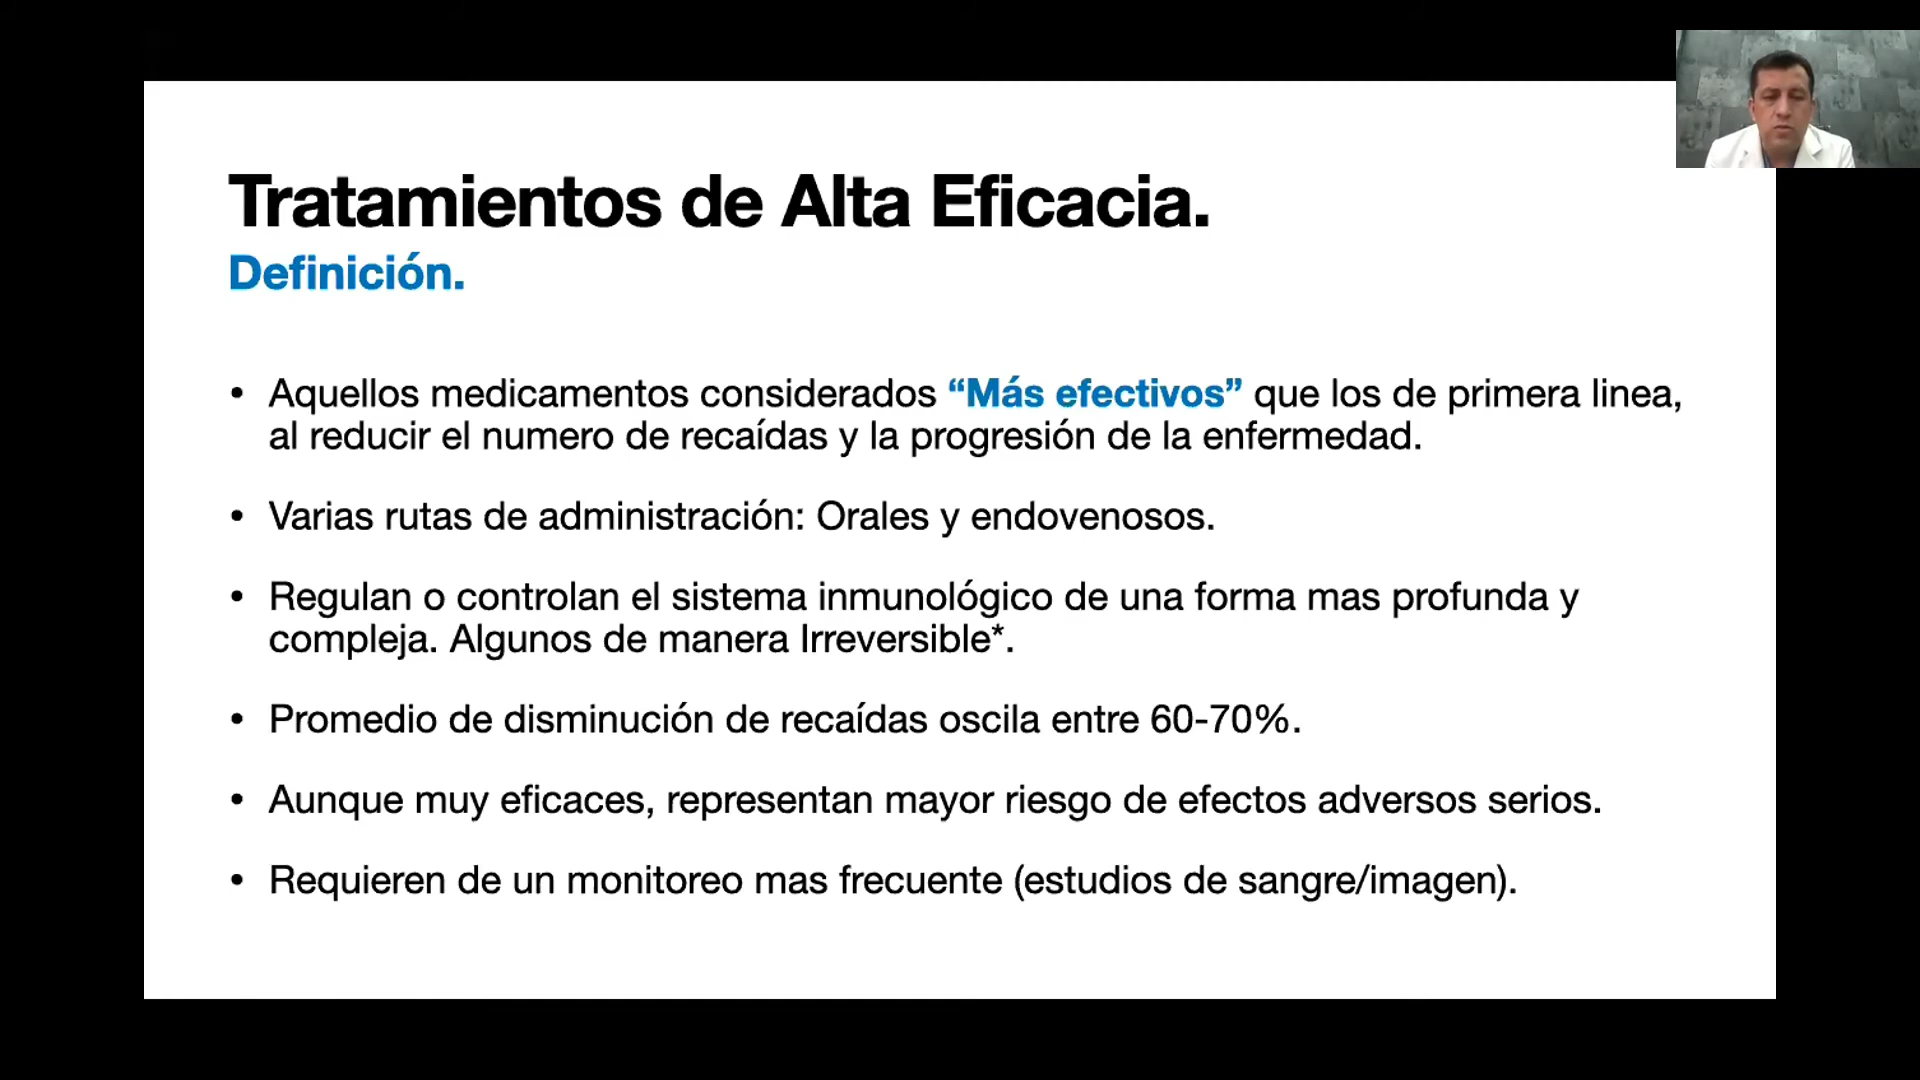 Tratamientos de Alta Eficacia.
Definición.
• Aquellos medicamentos considerados “Más efectivos” que los de primera linea,
al reducir el numero de recaídas y la progresión de la enfermedad.
• Varias rutas de administración: Orales y endovenosos.
• Regulan o controlan el sistema inmunológico de una forma mas profunda y
compleja. Algunos de manera Irreversible*.
• Promedio de disminución de recaídas oscila entre 60-70%.
• Aunque muy eficaces, representan mayor riesgo de efectos adversos serios.
• Requieren de un monitoreo mas frecuente (estudios de sangre/imagen).